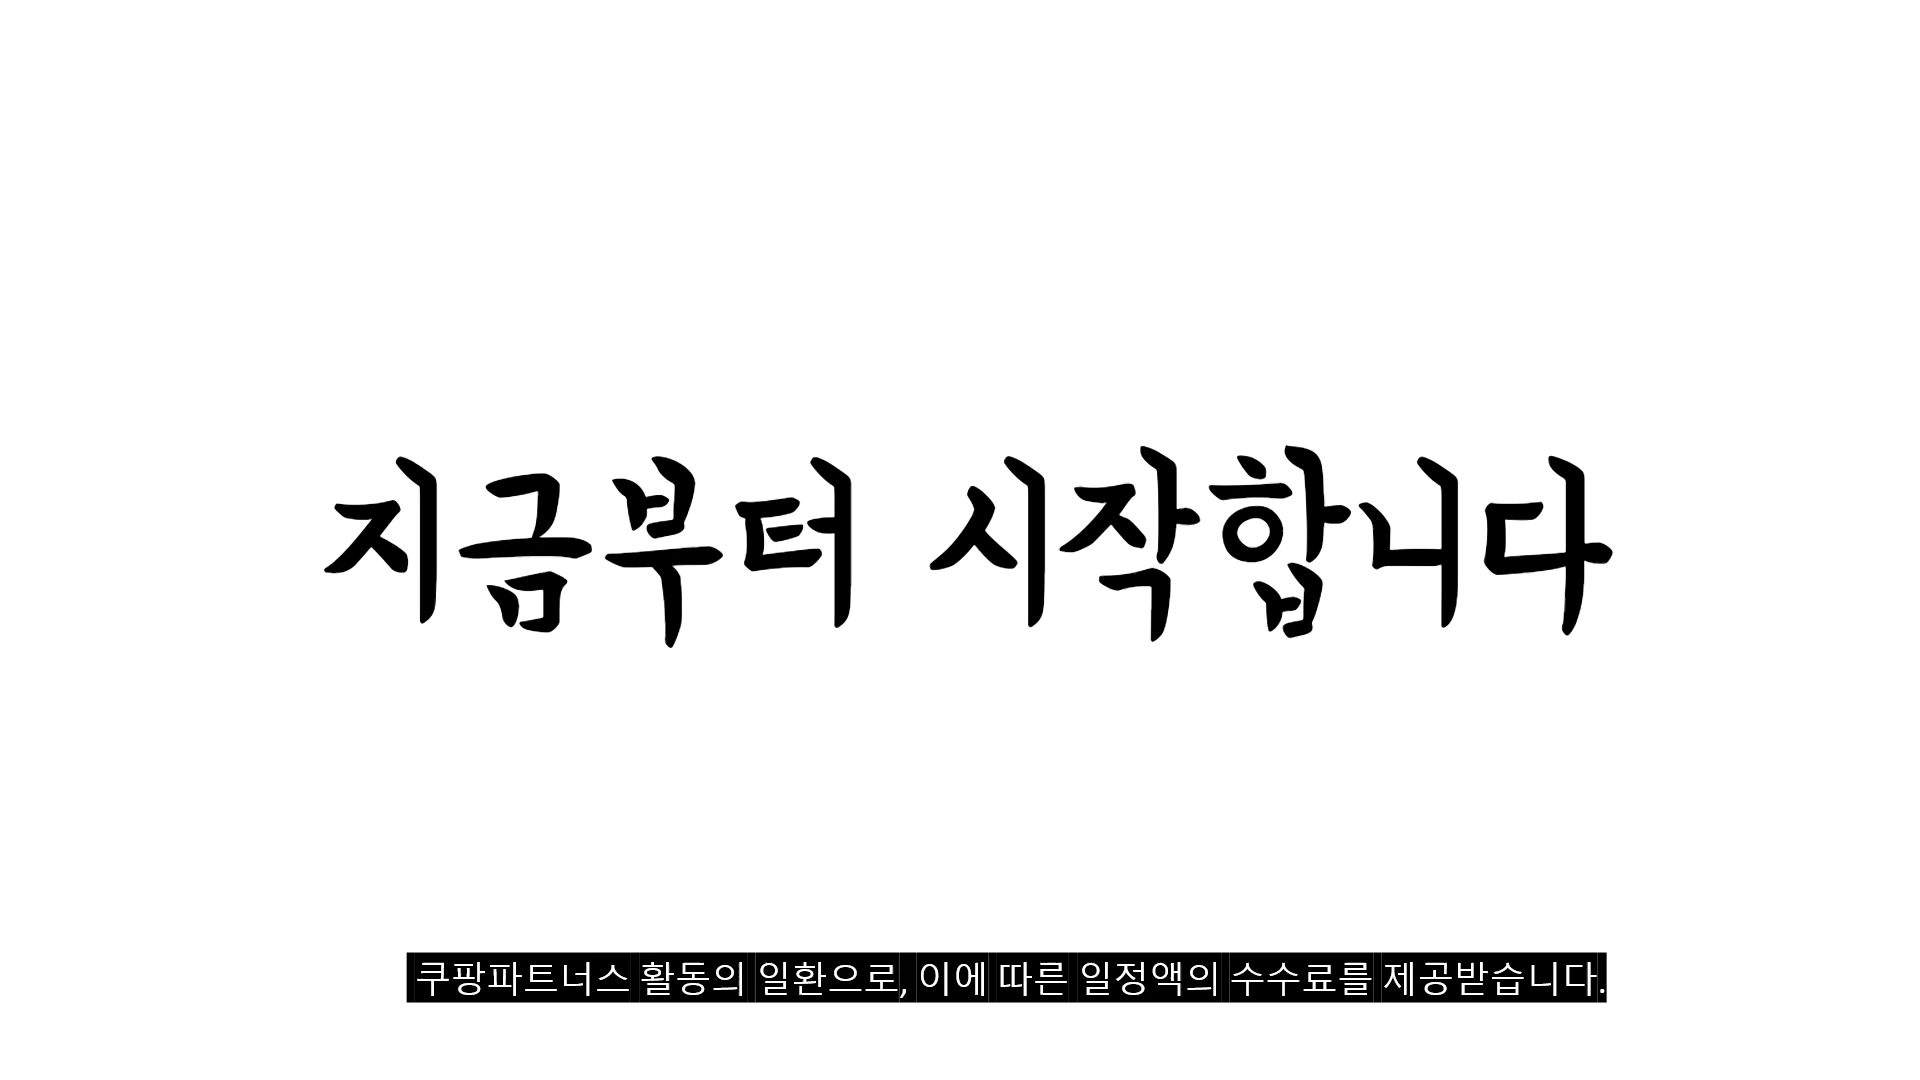 지금부터 시작합니다
쿠팡파트너스 활동의 일환으로, 이에 따른 일정액의 수수료를 제공받습니다.